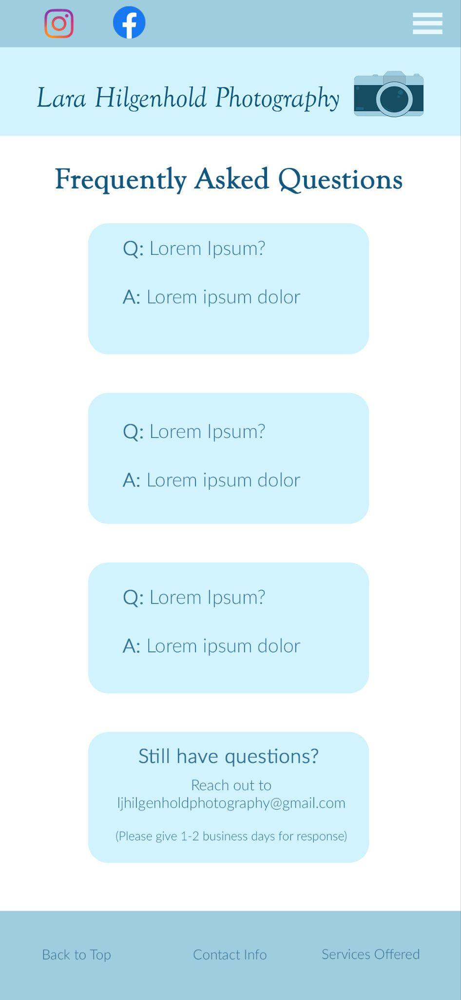 Lara Hilgenhold Photography
Frequently Asked Questions
Q: Lorem Ipsum?
A: Lorem ipsum dolor
Q: Lorem Ipsum?
A: Lorem ipsum dolor
Q: Lorem Ipsum?
A: Lorem ipsum dolor
Still have questions?
Reach out to
ljhilgenholdphotography@gmail.com
(Please give 1-2 business days for response)
Back to Top
Contact Info
Services Offered